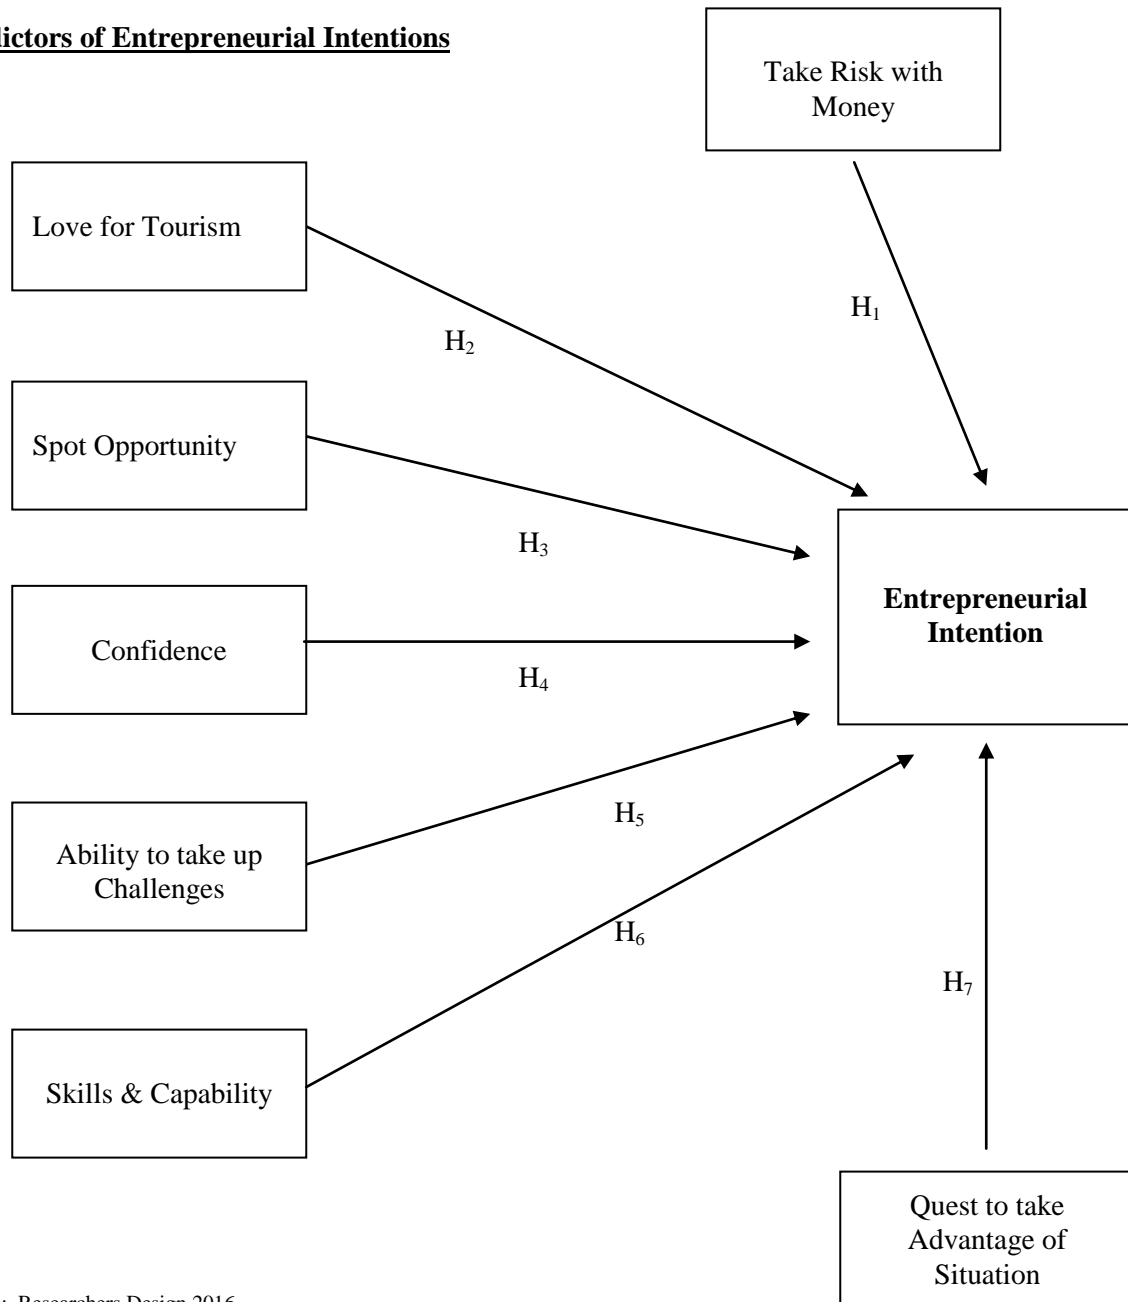 dictors of Entrepreneurial Intentions
Take Risk with
Money
Love for Tourism
H1
H2
Spot Opportunity
H3
Entrepreneurial
Intention
Confidence
H4
Ability to take up
Challenges
H5
H6
H7
Skills & Capability
Quest to take
Advantage of
Situation
: Researchers Design 2016